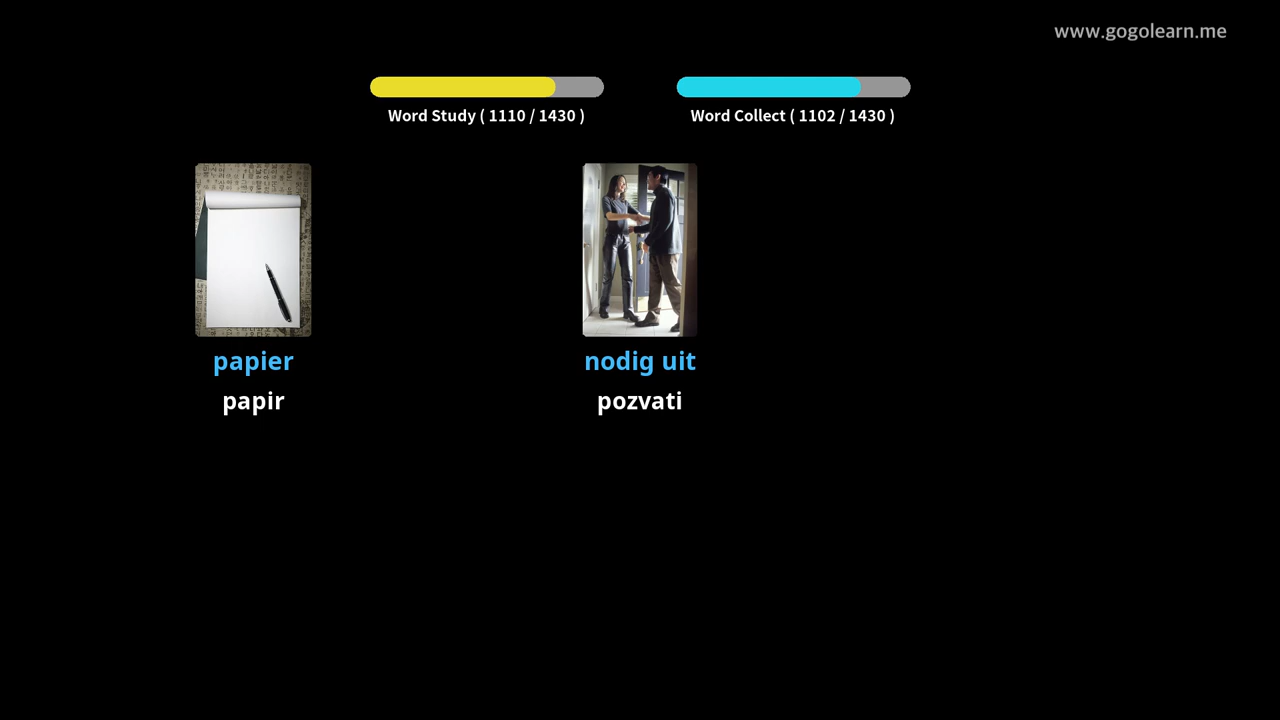 www.gogolearn.me
Word Study ( 1110 / 1430 )
Word Collect ( 1102 / 1430 )
papier
nodig uit
papir
pozvati